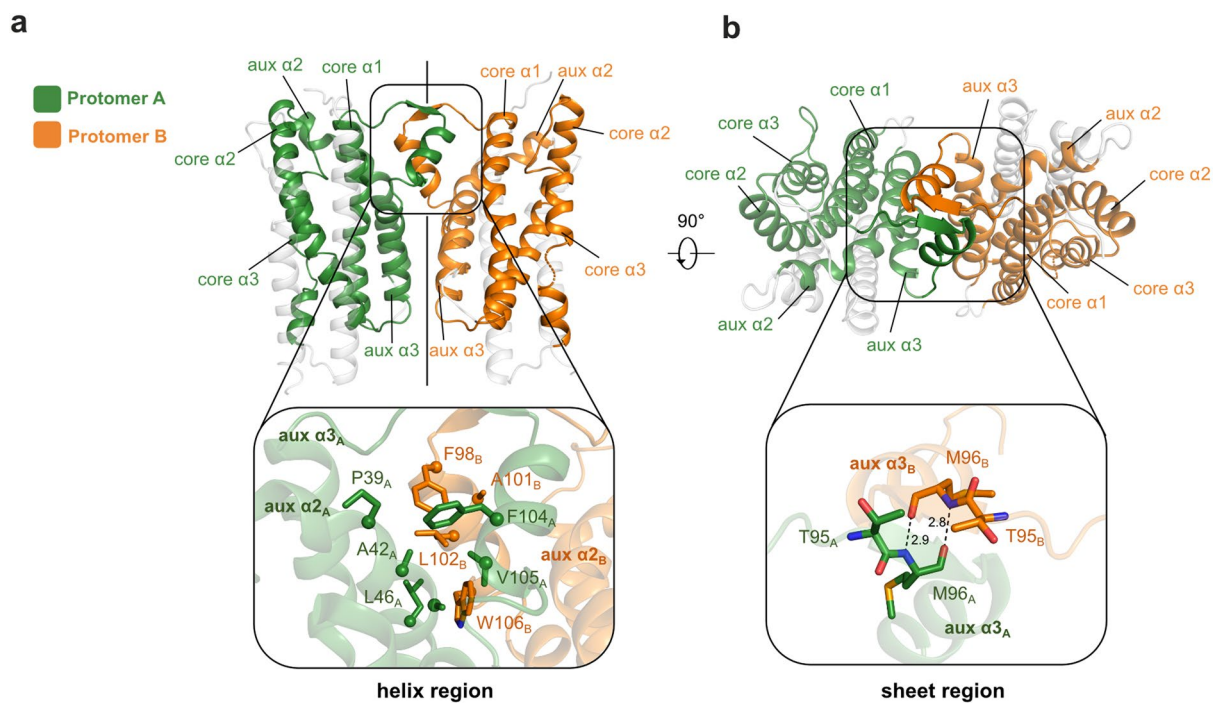 a
b
Protomer A
Protomer B
aux α2
core α1
core α1
aux α2
core α2
core α2
core α3
core α3
aux α3
aux α3
90°
core α1
aux α3
core α3
aux α2
core α2
core α2
core α3
core α1
aux α2
aux α3
aux α3A
F98B
P39A
A101B
aux α2A
F104A
A42A
L102B
aux α2B
V105A
L46A
W106B
helix region
M96B
aux α3B
2.8
T95A
2.9
T95B
M96A
aux α3A
sheet region